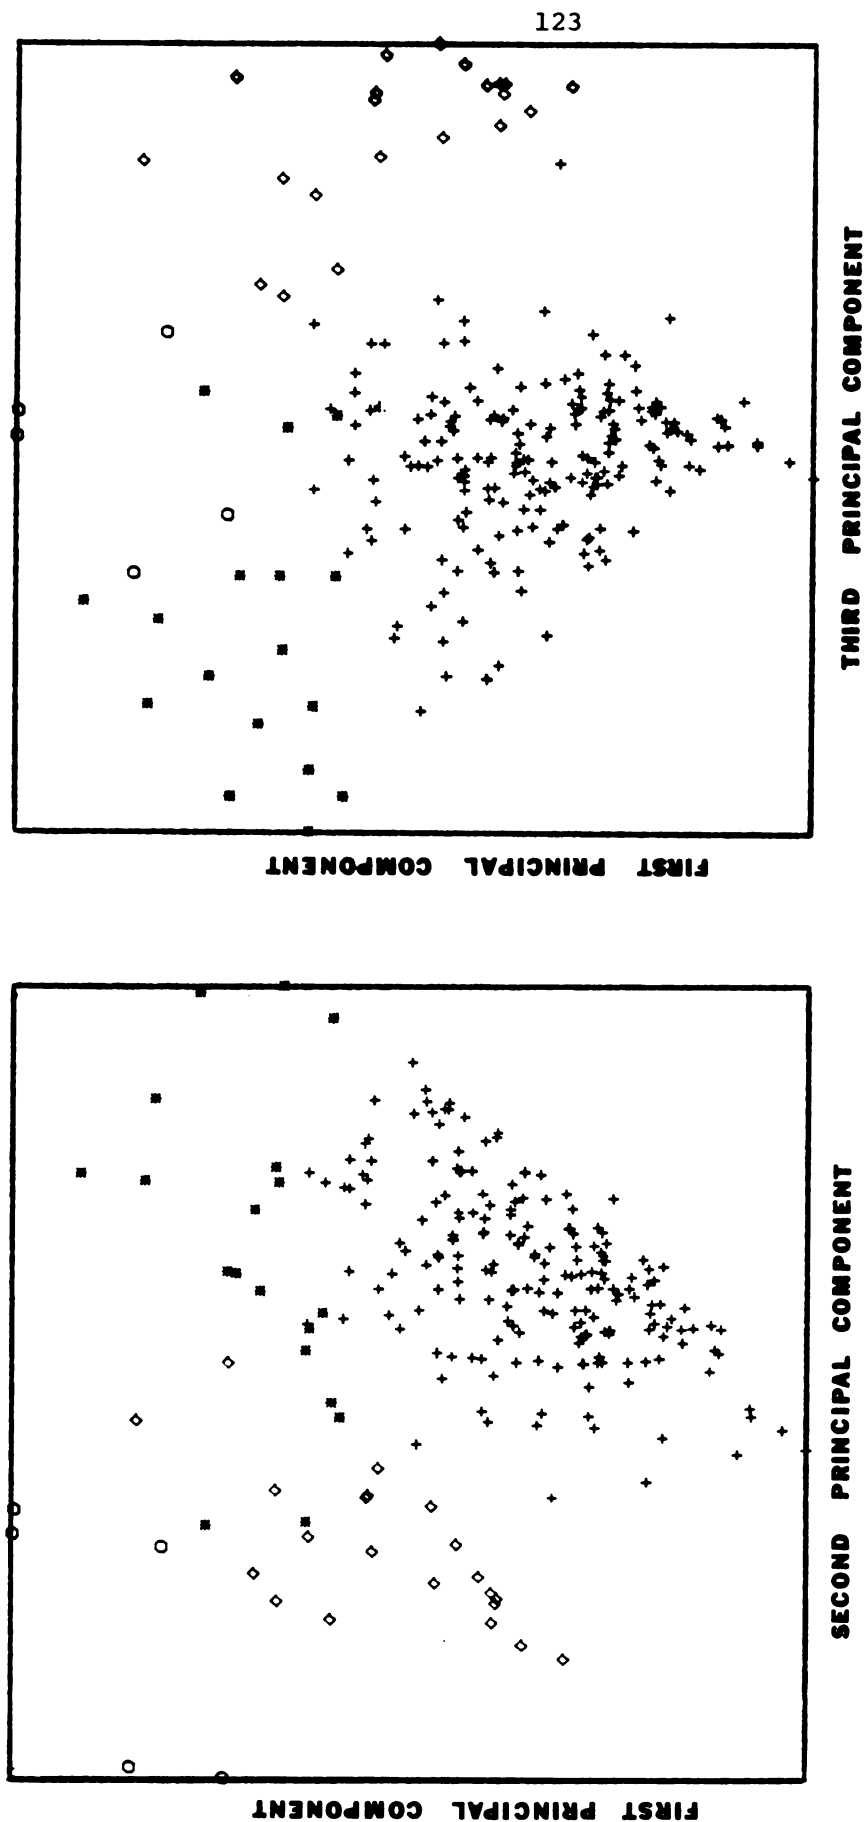 123
THIRD PRINCIPAL COMPONENT
FIRST PRINCIPAL COMPONENT
SECOND PRINCIPAL COMPONENT
FIRST PRINCIPAL COMPONENT